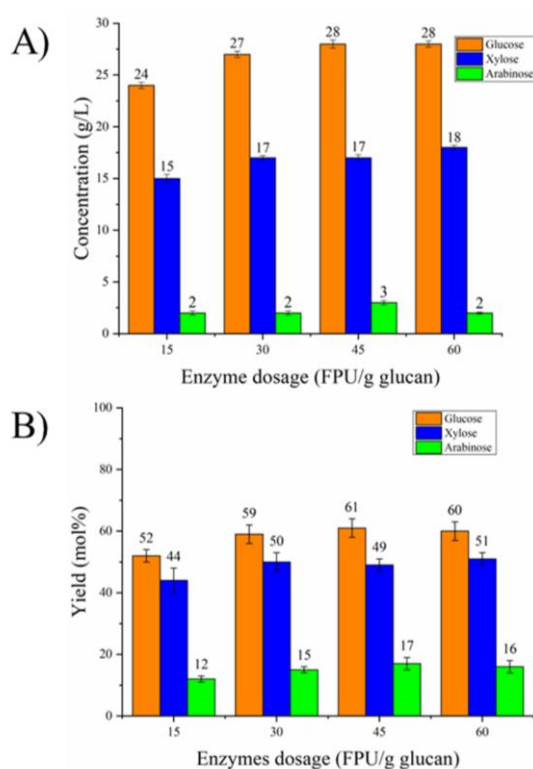 A)
30
25
20
15
10
5
0
Concentration (g/L)
Glucose
Xylose
Arabinose
24 15 2
27 17 2
28 17 3
28 18 2
15 30 45 60
Enzyme dosage (FPU/g glucan)
B)
100
80
60
40
20
0
Yield (mol%)
Glucose
Xylose
Arabinose
52 44 12
59 50 15
61 49 17
60 51 16
15 30 45 60
Enzymes dosage (FPU/g glucan)